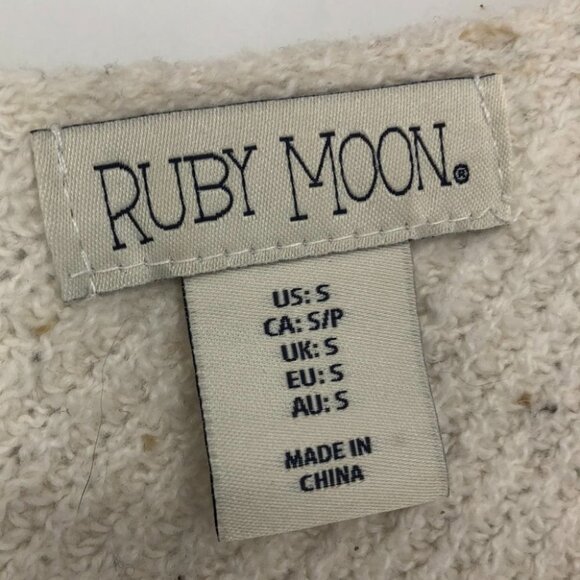 RUBY MOON.®
US: S
CA: S/P
UK: S
EU: S
AU: S
MADE IN
CHINA